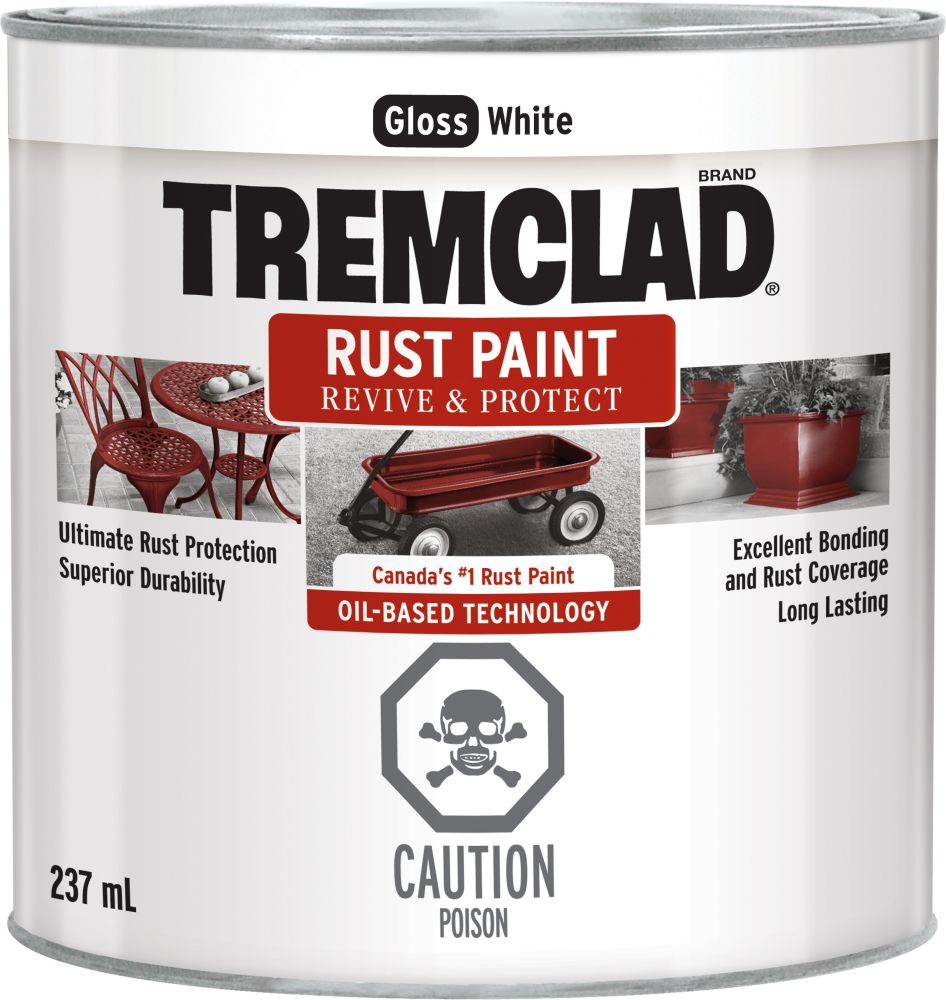 Gloss White
BRAND
TREMCLAD®
RUST PAINT
REVIVE & PROTECT
Ultimate Rust Protection
Superior Durability
Excellent Bonding
and Rust Coverage
Long Lasting
Canada's #1 Rust Paint
OIL-BASED TECHNOLOGY
CAUTION
POISON
237 mL